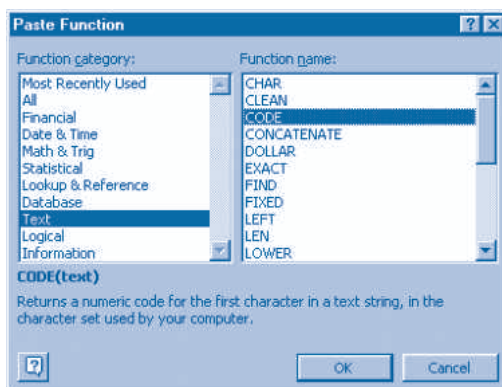 Paste Function
Function category:
Most Recently Used
All
Financial
Date & Time
Math & Trig
Statistical
Lookup & Reference
Database
Text
Logical
Information
Function name:
CHAR
CLEAN
CODE
CONCATENATE
DOLLAR
EXACT
FIND
FIXED
LEFT
LEN
LOWER
CODE(text)
Returns a numeric code for the first character in a text string, in the
character set used by your computer.
OK
Cancel